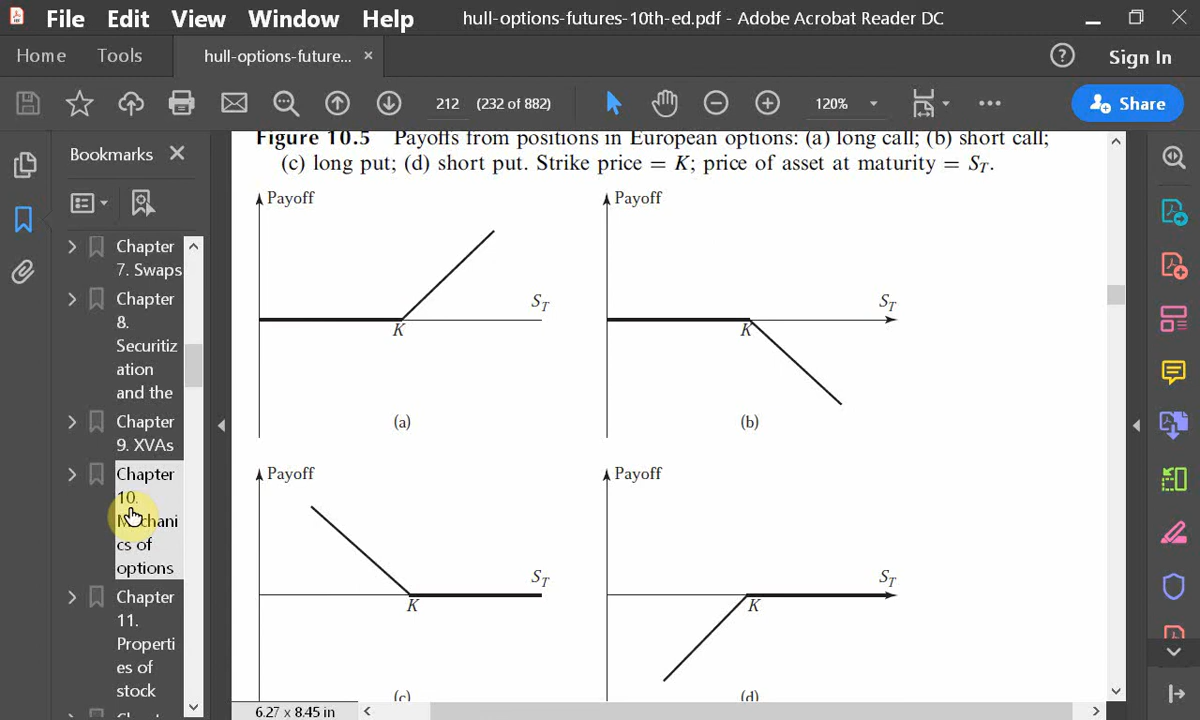 File Edit View Window Help hull-options-futures-10th-ed.pdf - Adobe Acrobat Reader DC
Home Tools hull-options-future... × Sign In
212 (232 of 882) 120% Share
Bookmarks
Chapter
7. Swaps
Chapter
8.
Securitiz
ation
and the
Chapter
9. XVAs
Chapter
10.
Mechani
cs of
options
Chapter
11.
Properti
es of
stock
Figure 10.5 Payoffs from positions in European options: (a) long call; (b) short call;
(c) long put; (d) short put. Strike price = K; price of asset at maturity = S_T.
Payoff
S_T
K
(a)
Payoff
S_T
K
(b)
Payoff
S_T
K
(c)
Payoff
S_T
K
(d)
6.27 x 8.45 in